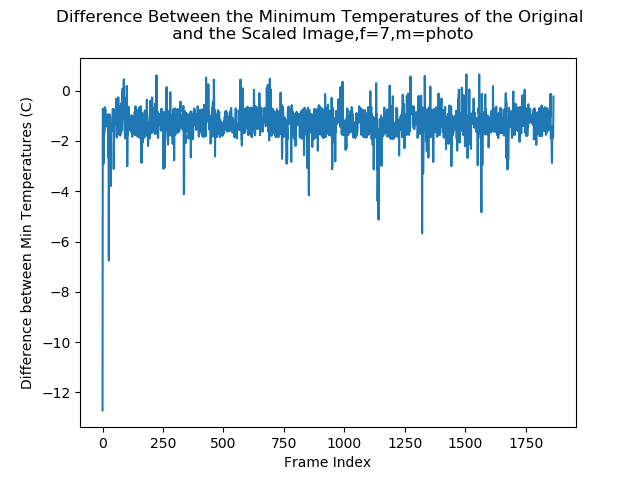 Difference Between the Minimum Temperatures of the Original
and the Scaled Image,f=7,m=photo
Difference between Min Temperatures (C)
0
−2
−4
−6
−8
−10
−12
0 250 500 750 1000 1250 1500 1750
Frame Index